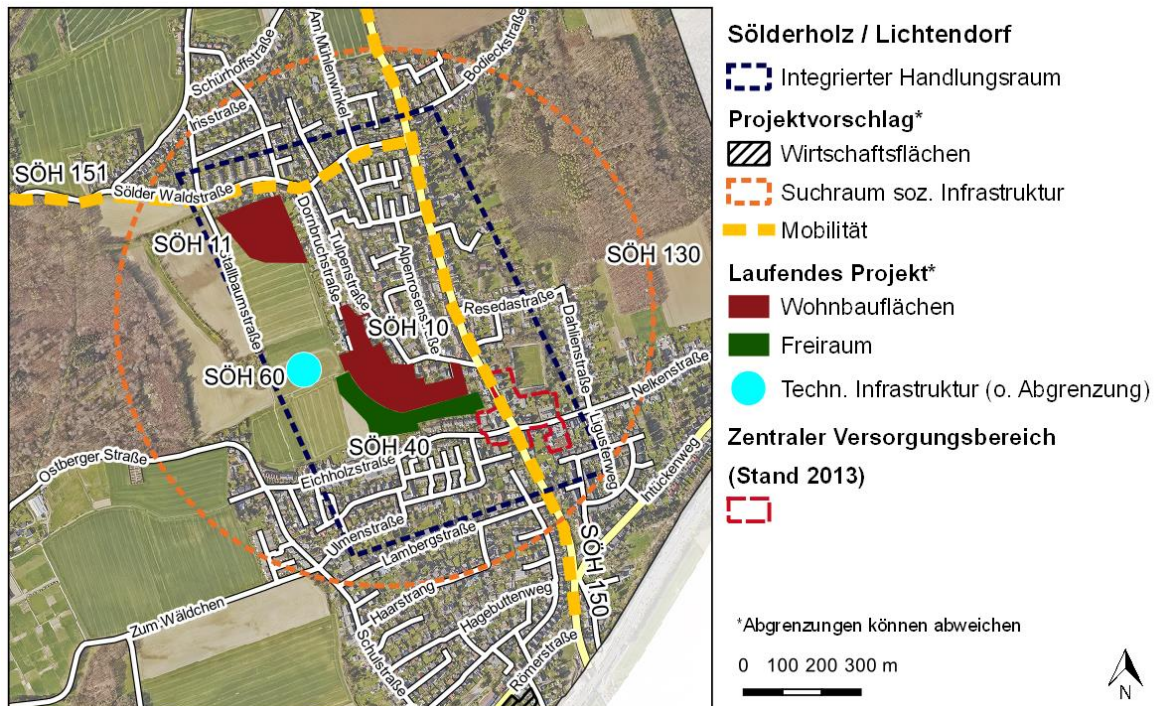 Schürhoffstraße
Am Mühlenwinkel
Bodieckstraße
Irisstraße
SÖH 151
Sölder Waldstraße
SÖH 11
Stallbaumstraße
Dornbruchstraße
Tulpenstraße
Alpenrosenstraße
SÖH 130
Resedastraße
SÖH 10
Dahlienstraße
SÖH 60
Nelkenstraße
Ligusterweg
SÖH 40
Ostberger Straße
Eichholzstraße
Intückenweg
Ulmenstraße
Lambergstraße
SÖH 150
Haarstrang
Hagebuttenweg
Zum Wäldchen
Schulstraße
Römerstraße
Sölderholz / Lichtendorf
Integrierter Handlungsraum
Projektvorschlag*
Wirtschaftsflächen
Suchraum soz. Infrastruktur
Mobilität
Laufendes Projekt*
Wohnbauflächen
Freiraum
Techn. Infrastruktur (o. Abgrenzung)
Zentraler Versorgungsbereich
(Stand 2013)
*Abgrenzungen können abweichen
0 100 200 300 m
N